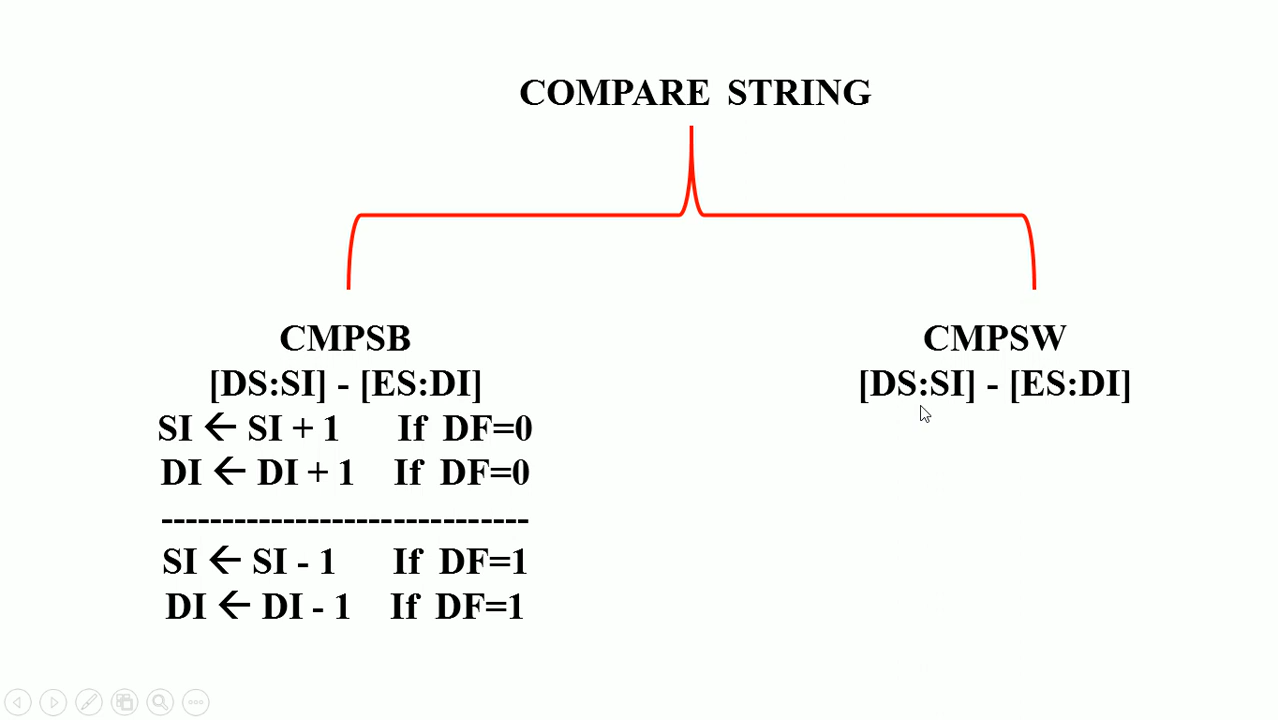 COMPARE STRING
CMPSB
[DS:SI] - [ES:DI]
SI ← SI + 1 If DF=0
DI ← DI + 1 If DF=0
------------------------------
SI ← SI - 1 If DF=1
DI ← DI - 1 If DF=1
CMPSW
[DS:SI] - [ES:DI]